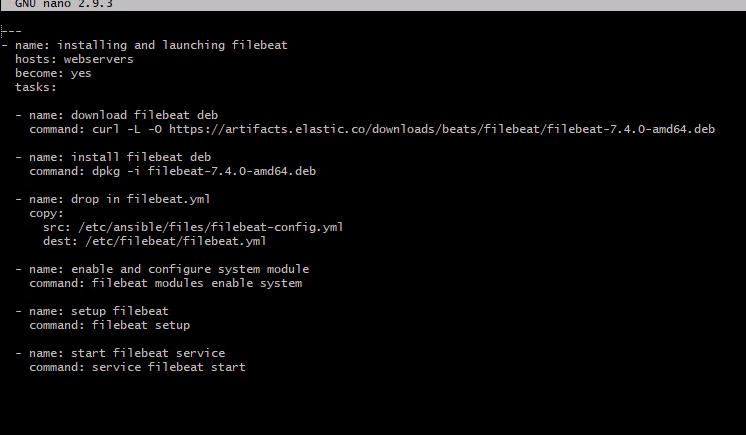 GNU nano 2.9.3
---
- name: installing and launching filebeat
  hosts: webservers
  become: yes
  tasks:
  - name: download filebeat deb
    command: curl -L -O https://artifacts.elastic.co/downloads/beats/filebeat/filebeat-7.4.0-amd64.deb
  - name: install filebeat deb
    command: dpkg -i filebeat-7.4.0-amd64.deb
  - name: drop in filebeat.yml
    copy:
      src: /etc/ansible/files/filebeat-config.yml
      dest: /etc/filebeat/filebeat.yml
  - name: enable and configure system module
    command: filebeat modules enable system
  - name: setup filebeat
    command: filebeat setup
  - name: start filebeat service
    command: service filebeat start